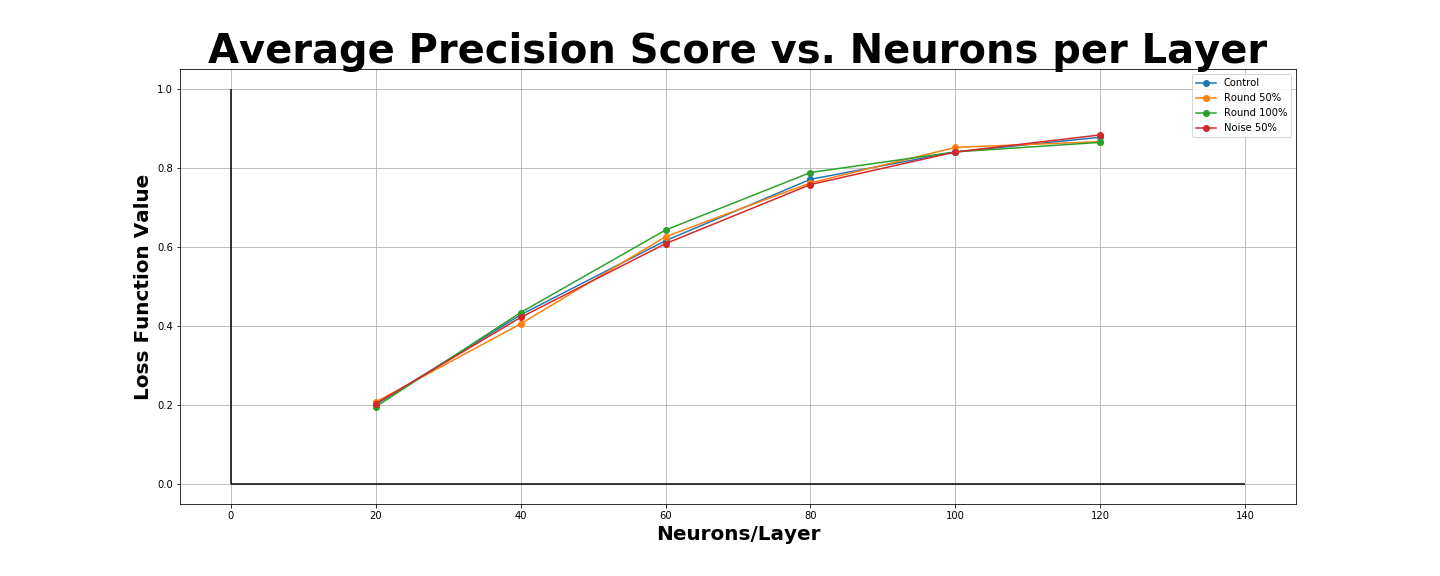 Average Precision Score vs. Neurons per Layer
Control
Round 50%
Round 100%
Noise 50%
Loss Function Value
1.0
0.8
0.6
0.4
0.2
0.0
0 20 40 60 80 100 120 140
Neurons/Layer